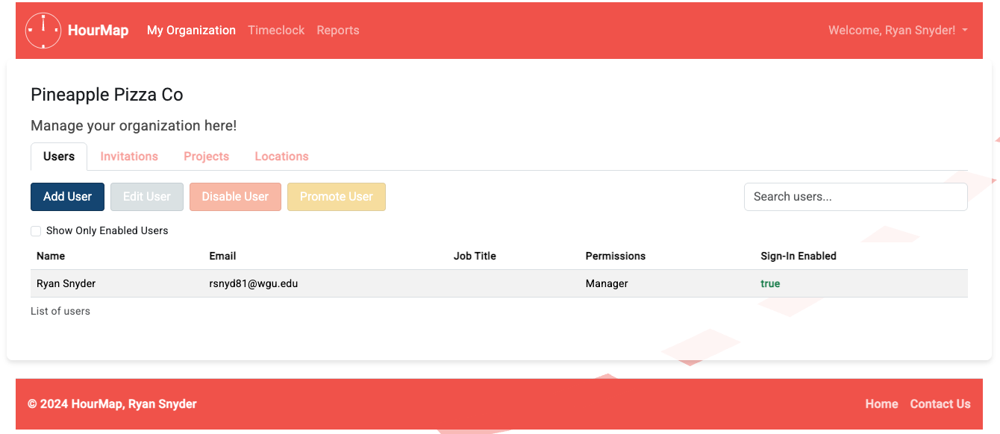 HourMap My Organization Timeclock Reports Welcome, Ryan Snyder!
Pineapple Pizza Co
Manage your organization here!
Users Invitations Projects Locations
Add User Edit User Disable User Promote User Search users...
Show Only Enabled Users
Name Email Job Title Permissions Sign-In Enabled
Ryan Snyder rsnyd81@wgu.edu Manager true
List of users
© 2024 HourMap, Ryan Snyder Home Contact Us